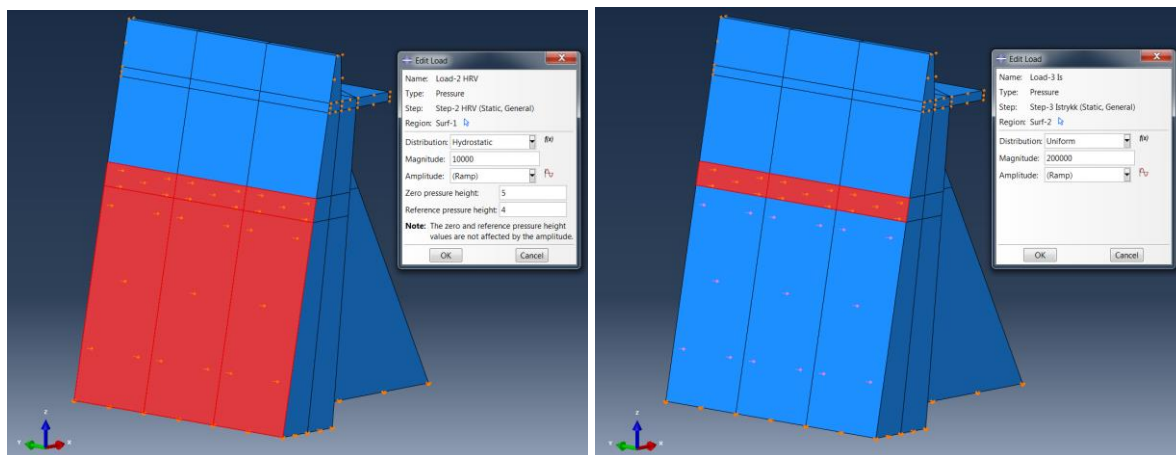 Edit Load
Name: Load-2 HRV
Type: Pressure
Step: Step-2 HRV (Static, General)
Region: Surf-1
Distribution: Hydrostatic f(x)
Magnitude: 10000
Amplitude: (Ramp)
Zero pressure height: 5
Reference pressure height: 4
Note: The zero and reference pressure height
values are not affected by the amplitude.
OK Cancel
Z
Y X
Edit Load
Name: Load-3 Is
Type: Pressure
Step: Step-3 Istrykk (Static, General)
Region: Surf-2
Distribution: Uniform f(x)
Magnitude: 200000
Amplitude: (Ramp)
OK Cancel
Z
Y X